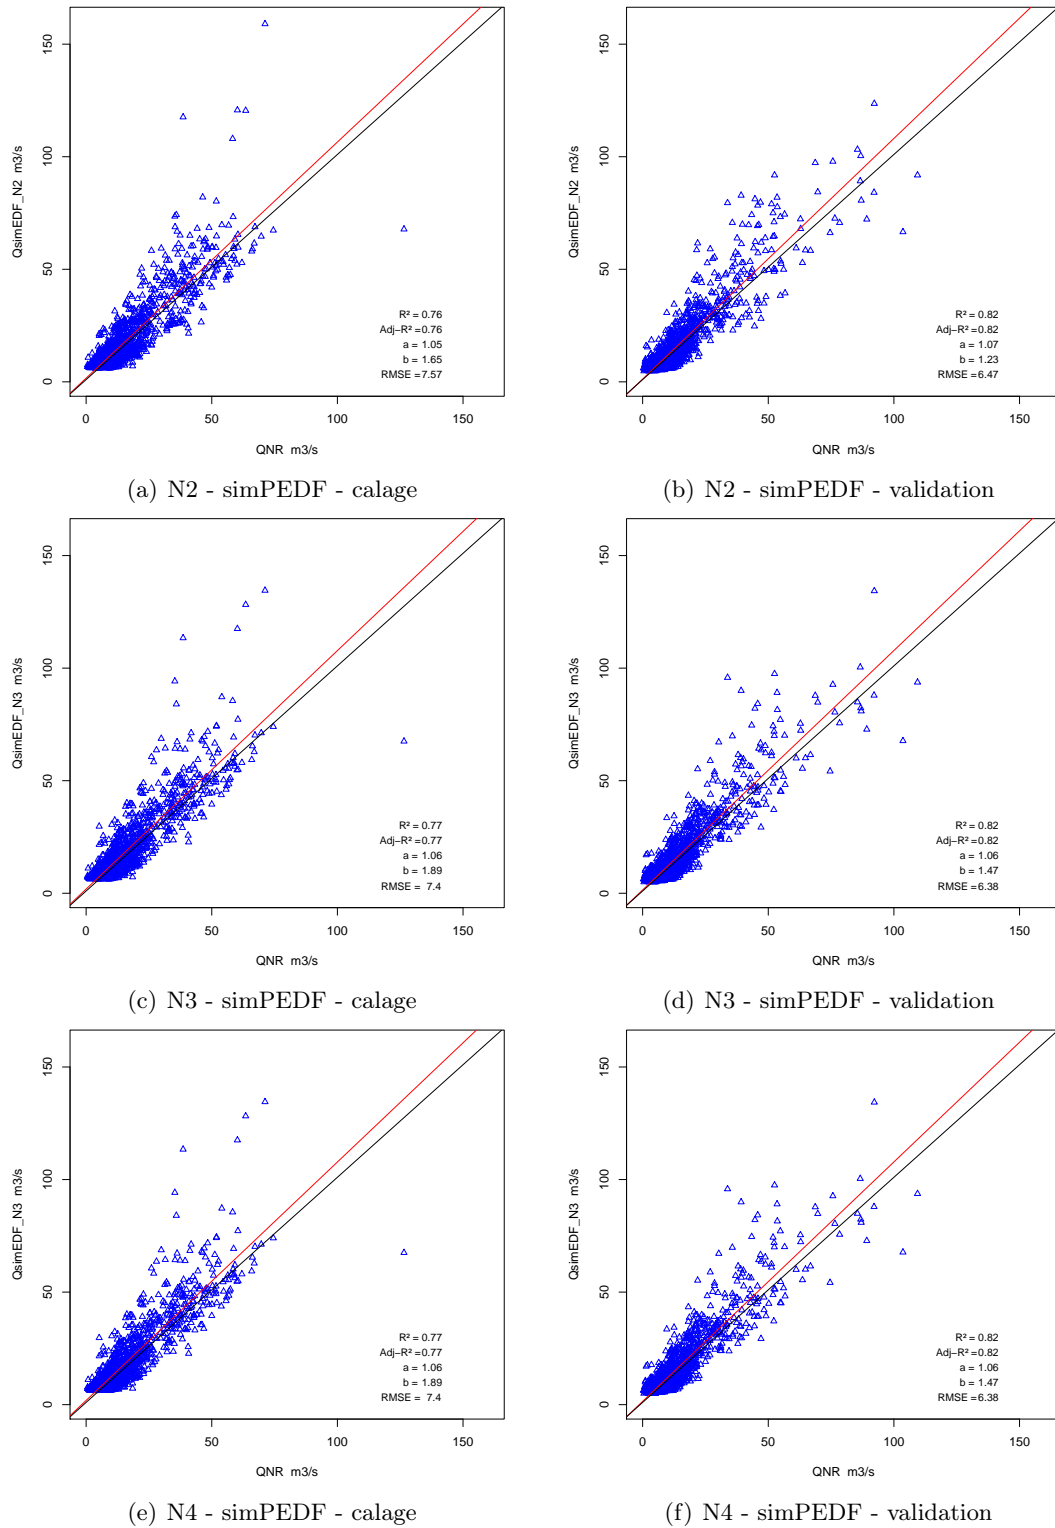 150
100
50
0
QsimEDF_N2 m3/s
R² = 0.76
Adj-R² =0.76
a = 1.05
b = 1.65
RMSE =7.57
0 50 100 150
QNR m3/s
(a) N2 - simPEDF - calage
150
100
50
0
QsimEDF_N2 m3/s
R² = 0.82
Adj-R² =0.82
a = 1.07
b = 1.23
RMSE =6.47
0 50 100 150
QNR m3/s
(b) N2 - simPEDF - validation
150
100
50
0
QsimEDF_N3 m3/s
R² = 0.77
Adj-R² =0.77
a = 1.06
b = 1.89
RMSE = 7.4
0 50 100 150
QNR m3/s
(c) N3 - simPEDF - calage
150
100
50
0
QsimEDF_N3 m3/s
R² = 0.82
Adj-R² =0.82
a = 1.06
b = 1.47
RMSE =6.38
0 50 100 150
QNR m3/s
(d) N3 - simPEDF - validation
150
100
50
0
QsimEDF_N3 m3/s
R² = 0.77
Adj-R² =0.77
a = 1.06
b = 1.89
RMSE = 7.4
0 50 100 150
QNR m3/s
(e) N4 - simPEDF - calage
150
100
50
0
QsimEDF_N3 m3/s
R² = 0.82
Adj-R² =0.82
a = 1.06
b = 1.47
RMSE =6.38
0 50 100 150
QNR m3/s
(f) N4 - simPEDF - validation